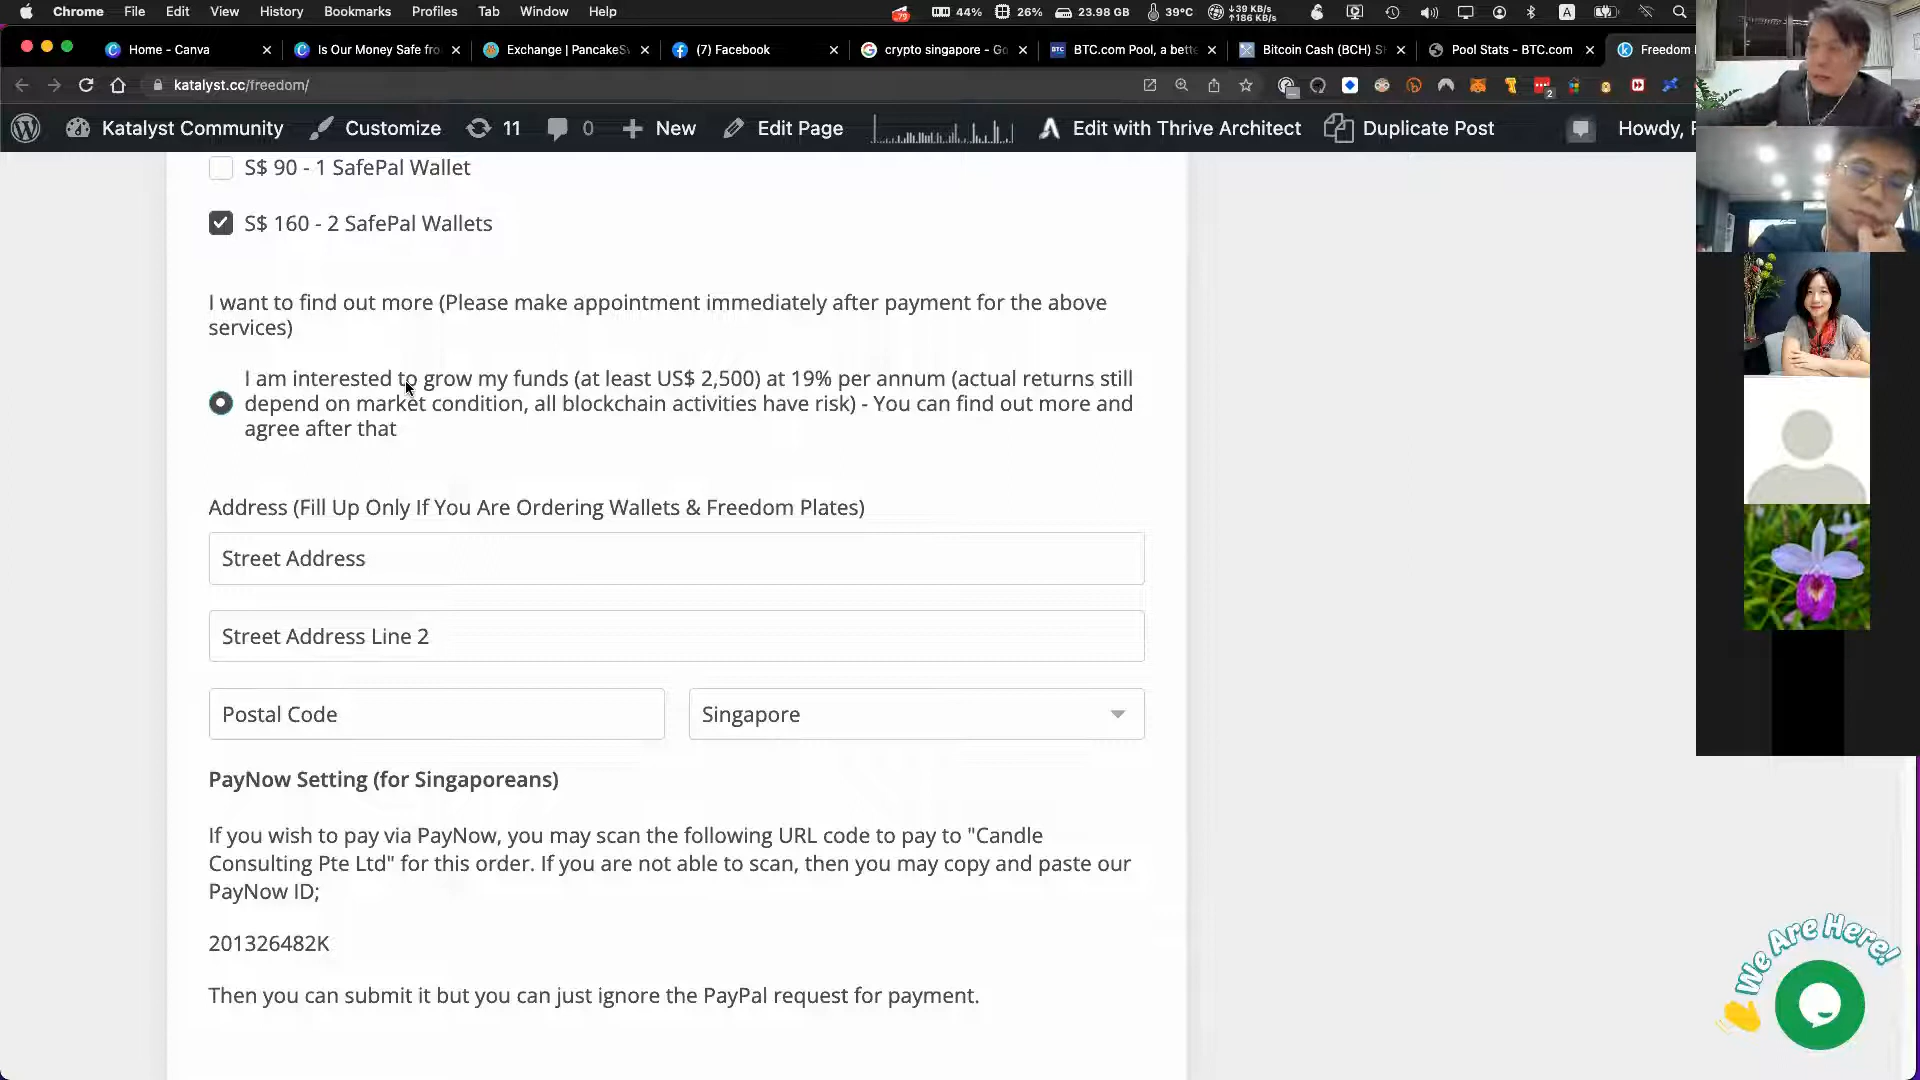 Chrome File Edit View History Bookmarks Profiles Tab Window Help 79 44% 26% 23.98 GB 39°C ↓39 KB/s ↑186 KB/s A
Home - Canva Is Our Money Safe fro Exchange | PancakeSw (7) Facebook crypto singapore - Go BTC.com Pool, a bette Bitcoin Cash (BCH) S Pool Stats - BTC.com Freedom
katalyst.cc/freedom/ 2
Katalyst Community Customize 11 0 New Edit Page Edit with Thrive Architect Duplicate Post Howdy,
S$ 90 - 1 SafePal Wallet
S$ 160 - 2 SafePal Wallets
I want to find out more (Please make appointment immediately after payment for the above
services)
I am interested to grow my funds (at least US$ 2,500) at 19% per annum (actual returns still
depend on market condition, all blockchain activities have risk) - You can find out more and
agree after that
Address (Fill Up Only If You Are Ordering Wallets & Freedom Plates)
Street Address
Street Address Line 2
Postal Code Singapore
PayNow Setting (for Singaporeans)
If you wish to pay via PayNow, you may scan the following URL code to pay to "Candle
Consulting Pte Ltd" for this order. If you are not able to scan, then you may copy and paste our
PayNow ID;
201326482K
Then you can submit it but you can just ignore the PayPal request for payment.
We Are Here!